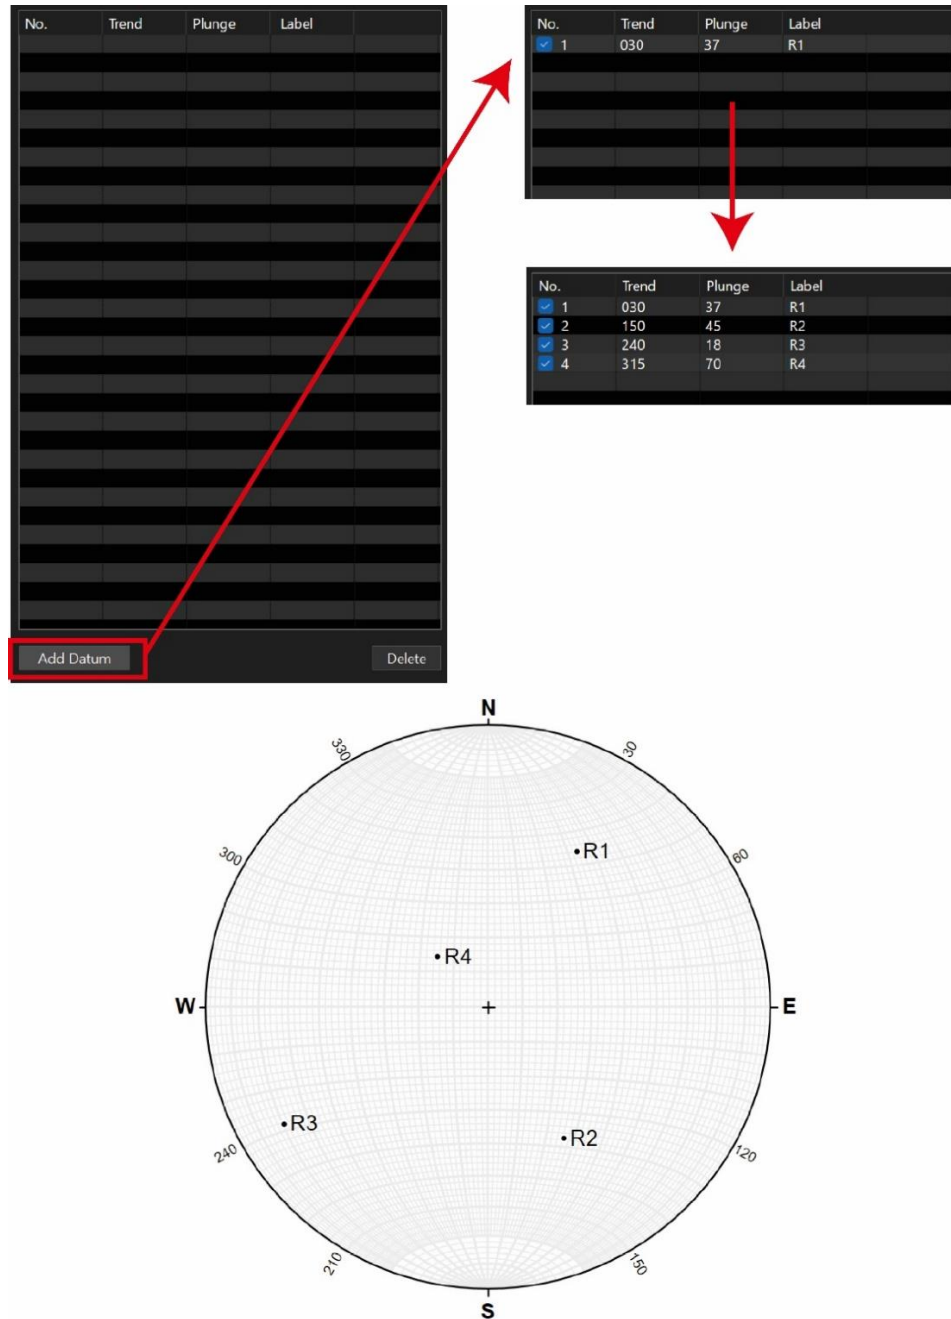 No. Trend Plunge Label
Add Datum Delete
No. Trend Plunge Label
1 030 37 R1
No. Trend Plunge Label
1 030 37 R1
2 150 45 R2
3 240 18 R3
4 315 70 R4
N
330 30
300 60
R1
R4
W E
R3
R2
240 120
210 150
S